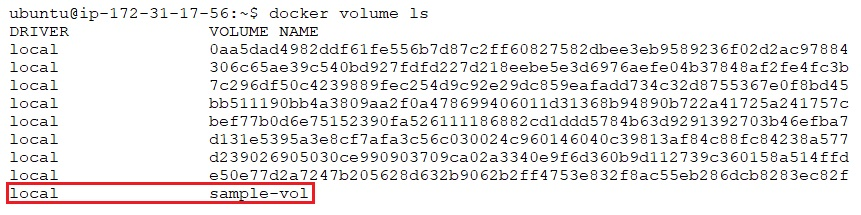 ubuntu@ip-172-31-17-56:~$ docker volume ls
DRIVER VOLUME NAME
local 0aa5dad4982ddf61fe556b7d87c2ff60827582dbee3eb9589236f02d2ac97884
local 306c65ae39c540bd927fdfd227d218eebe5e3d6976aefe04b37848af2fe4fc3b
local 7c296df50c4239889fec254d9c92e29dc859eafadd734c32d8755367e0f8bd45
local bb511190bb4a3809aa2f0a478699406011d31368b94890b722a41725a241757c
local bef77b0d6e75152390fa526111186882cd1ddd5784b63d9291392703b46efba7
local d131e5395a3e8cf7afa3c56c030024c960146040c39813af84c88fc84238a577
local d239026905030ce990903709ca02a3340e9f6d360b9d112739c360158a514ffd
local e50e77d2a7247b205628d632b9062b2ff4753e832f8ac55eb286dcb8283ec82f
local sample-vol